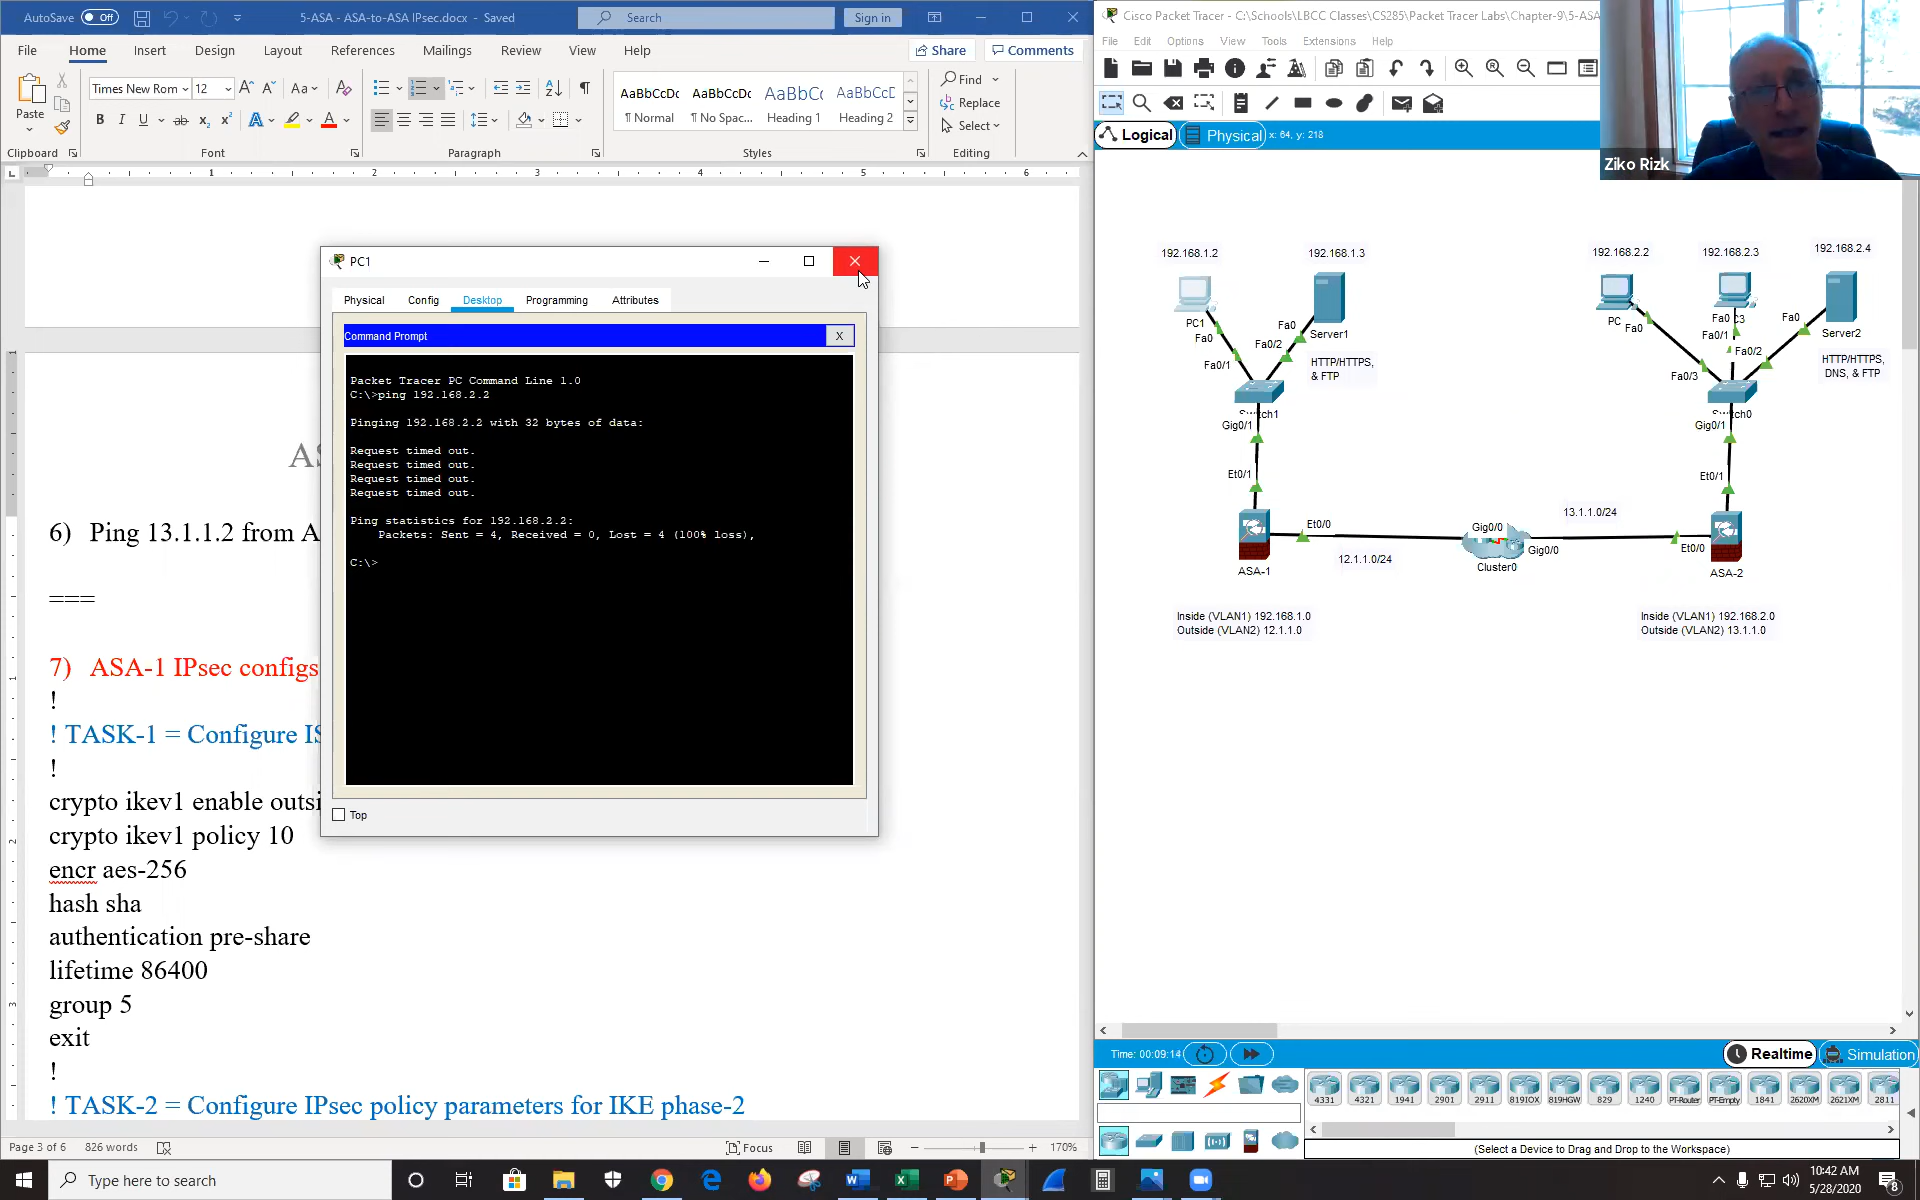 AutoSave Off
5-ASA - ASA-to-ASA IPsec.docx - Saved
Search
Sign in
File Home Insert Design Layout References Mailings Review View Help Share Comments
Paste
Times New Rom 12
AaBbCcDc AaBbCcDc AaBbC AaBbCcD
¶ Normal ¶ No Spac... Heading 1 Heading 2
Find
Replace
Select
Clipboard Font Paragraph Styles Editing
1 2 3 4 5 6
6) Ping 13.1.1.2 from A
===
7) ASA-1 IPsec configs
!
! TASK-1 = Configure IS
!
crypto ikev1 enable outsi
crypto ikev1 policy 10
encr aes-256
hash sha
authentication pre-share
lifetime 86400
group 5
exit
!
! TASK-2 = Configure IPsec policy parameters for IKE phase-2
Page 3 of 6 826 words Focus 170%
PC1
Physical Config Desktop Programming Attributes
Command Prompt X
Packet Tracer PC Command Line 1.0
C:\>ping 192.168.2.2
Pinging 192.168.2.2 with 32 bytes of data:
Request timed out.
Request timed out.
Request timed out.
Request timed out.
Ping statistics for 192.168.2.2:
Packets: Sent = 4, Received = 0, Lost = 4 (100% loss),
C:\>
Top
Cisco Packet Tracer - C:\Schools\LBCC Classes\CS285\Packet Tracer Labs\Chapter-9\5-ASA
File Edit Options View Tools Extensions Help
Logical Physical x: 64, y: 218
Ziko Rizk
192.168.1.2 192.168.1.3 192.168.2.2 192.168.2.3 192.168.2.4
PC1
Fa0
Fa0/1
Fa0
Server1
Fa0/2
HTTP/HTTPS,
& FTP
Gig0/1
Et0/1
Et0/0
ASA-1
12.1.1.0/24
Inside (VLAN1) 192.168.1.0
Outside (VLAN2) 12.1.1.0
Gig0/0
Gig0/0
Cluster0
13.1.1.0/24
PC
Fa0
Fa0
Fa0/1
Fa0
Server2
Fa0/2
Fa0/3
HTTP/HTTPS,
DNS, & FTP
Gig0/1
Et0/1
Et0/0
ASA-2
Inside (VLAN1) 192.168.2.0
Outside (VLAN2) 13.1.1.0
Time: 00:09:14
Realtime Simulation
4331 4321 1941 2901 2911 819IOX 819HGW 829 1240 PT-Router PT-Empty 1841 2620XM 2621XM 2811
(Select a Device to Drag and Drop to the Workspace)
Type here to search
10:42 AM
5/28/2020
8